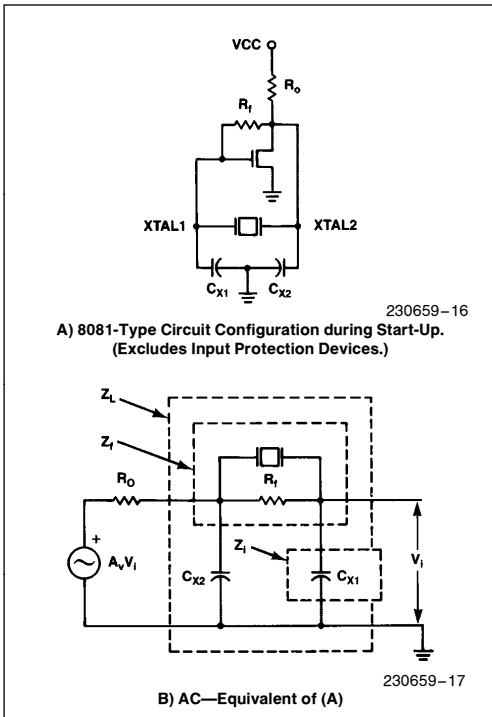 VCC
Ro
Rf
XTAL1
XTAL2
CX1
CX2
230659–16
A) 8081-Type Circuit Configuration during Start-Up.
(Excludes Input Protection Devices.)
ZL
Zf
RO
Rf
Zi
AvVi
CX2
CX1
Vi
+
230659–17
B) AC—Equivalent of (A)